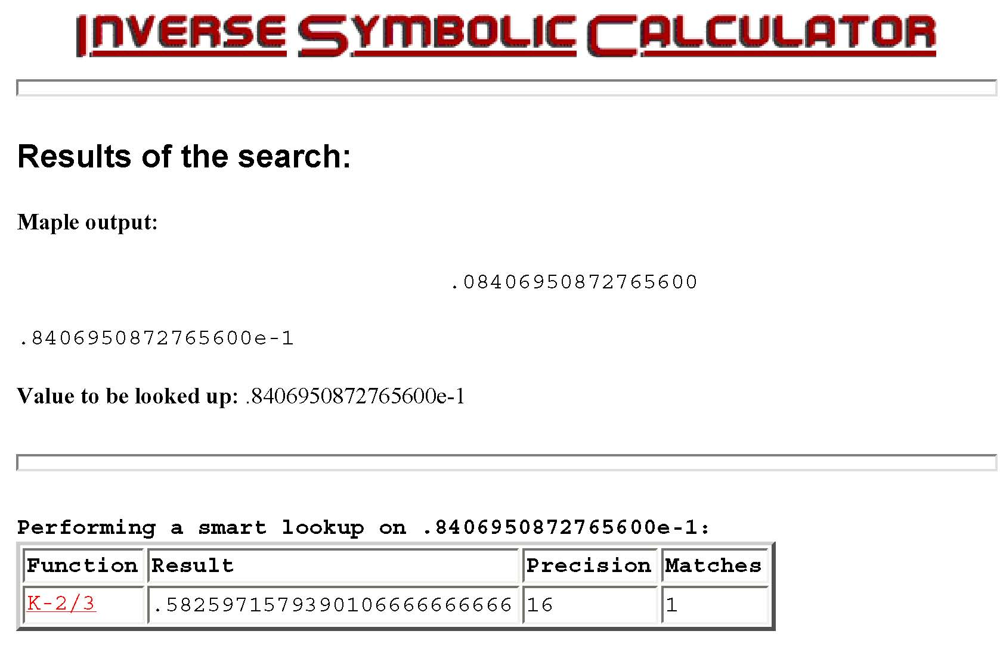 INVERSE SYMBOLIC CALCULATOR
Results of the search:
Maple output:
.08406950872765600
.8406950872765600e-1
Value to be looked up: .8406950872765600e-1
Performing a smart lookup on .8406950872765600e-1:
Function Result Precision Matches
K-2/3 .5825971579390106666666666 16 1